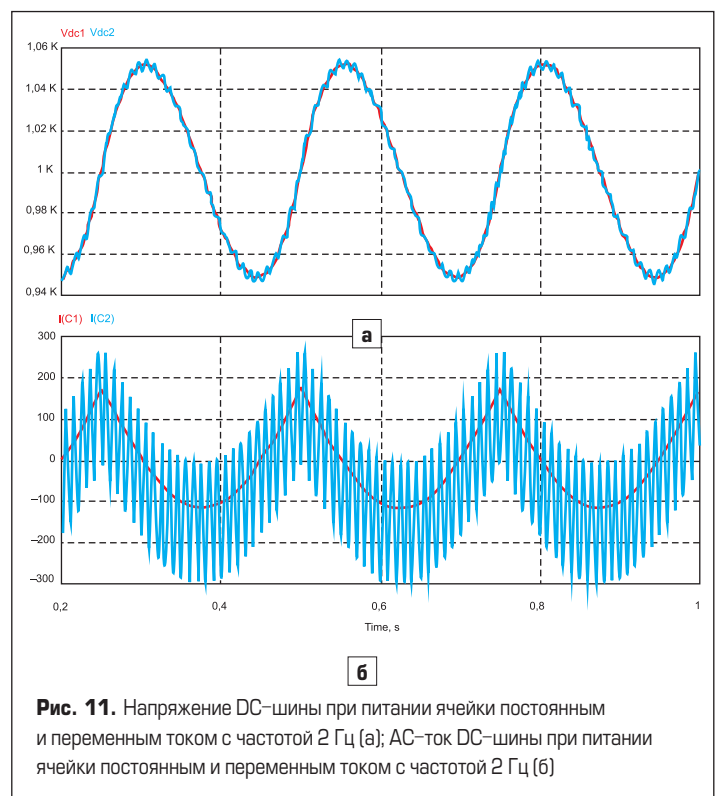 Vdc1 Vdc2
1,06 K
1,04 K
1,02 K
1 K
0,98 K
0,96 K
0,94 K
а
I(C1) I(C2)
300
200
100
0
–100
–200
–300
0,2 0,4 0,6 0,8 1
Time, s
б
Рис. 11. Напряжение DC–шины при питании ячейки постоянным
и переменным током с частотой 2 Гц (а); АС–ток DC–шины при питании
ячейки постоянным и переменным током с частотой 2 Гц (б)